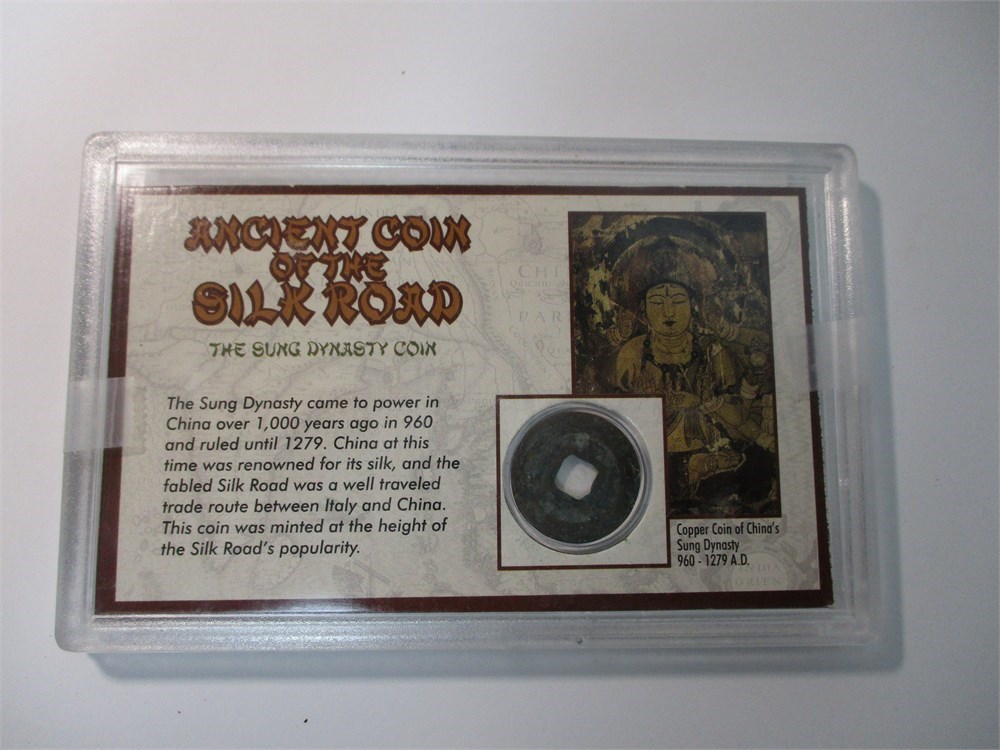 ANCIENT COIN
OF THE
SILK ROAD
THE SUNG DYNASTY COIN
The Sung Dynasty came to power in
China over 1,000 years ago in 960
and ruled until 1279. China at this
time was renowned for its silk, and the
fabled Silk Road was a well traveled
trade route between Italy and China.
This coin was minted at the height of
the Silk Road's popularity.
CHI
PAR
Copper Coin of China's
Sung Dynasty
960 - 1279 A.D.